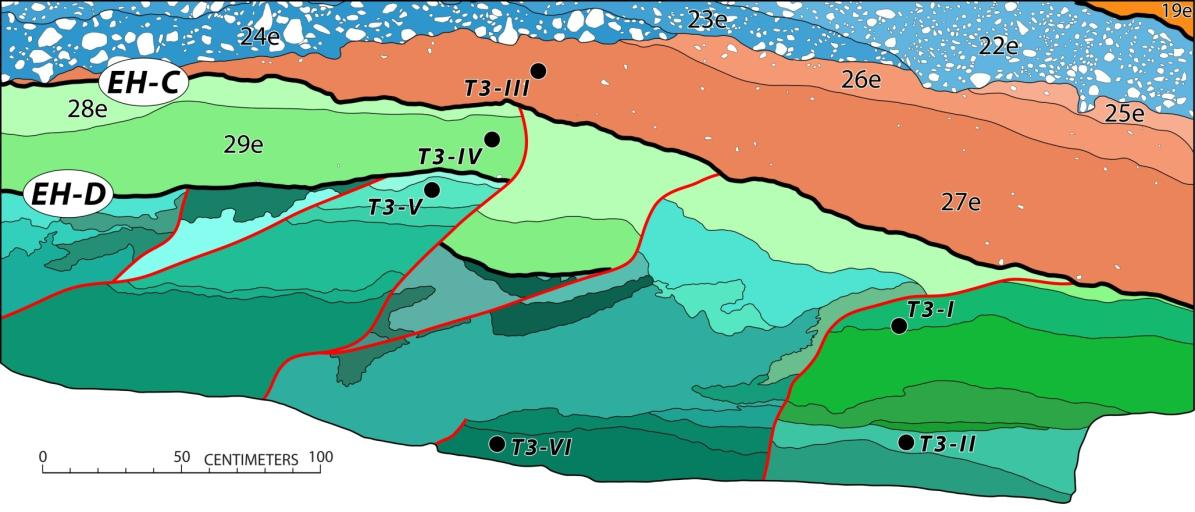 19e
23e
24e
22e
EH-C
T3-III
26e
28e
25e
29e
T3-IV
EH-D
T3-V
27e
T3-I
T3-VI
T3-II
0 50 CENTIMETERS 100